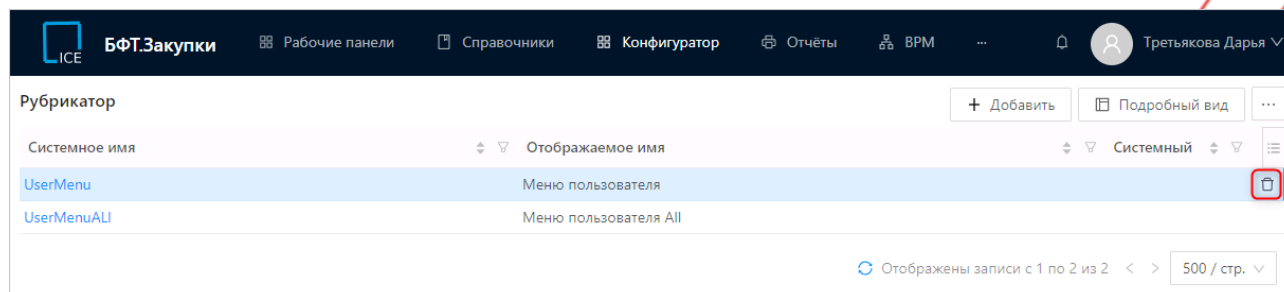 ICE БФТ.Закупки Рабочие панели Справочники Конфигуратор Отчёты BPM ... Третьякова Дарья
Рубрикатор + Добавить Подробный вид ...
Системное имя Отображаемое имя Системный
UserMenu Меню пользователя
UserMenuALI Меню пользователя All
Отображены записи с 1 по 2 из 2 < > 500 / стр.